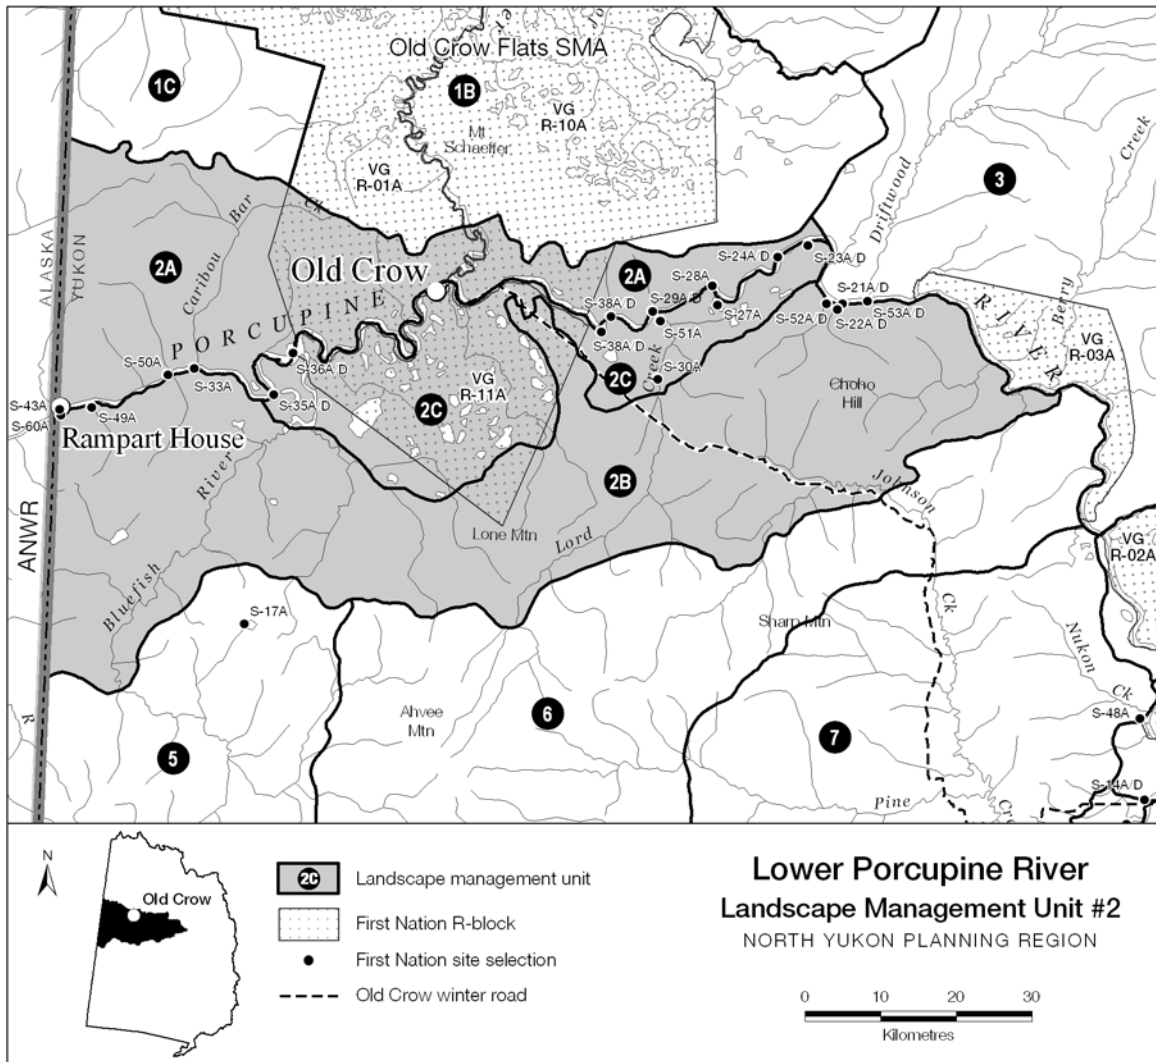 Old Crow Flats SMA
1C
1B
VG
R-10A
Mt
Schaeffer
VG
R-01A
3
Creek
Driftwood
Ck
Bar
Caribou
ALASKA
YUKON
2A
Old Crow
2A
S-24A D
S-23A D
S-28A
S-38A/D
S-29A/D
S-27A
S-21A D
S-52A D
S-53A D
S-22A D
S-51A
S-38A D
S-30A
Creek
PORCUPINE
RIVER
Berry
VG
R-03A
S-50A
S-33A
S-36A D
S-35A D
VG
R-11A
2C
2C
Choho
Hill
S-43A
S-60A
S-49A
Rampart House
River
Bluefish
2B
Johnson
Lone Mtn
Lord
ANWR
VG
R-02A
S-17A
Sharp Mtn
Ck
Nukon
Ck
Ahvee
Mtn
6
S-48A
R
5
7
S-14A/D
Pine
Cre
N
Old Crow
2C
Landscape management unit
First Nation R-block
First Nation site selection
Old Crow winter road
Lower Porcupine River
Landscape Management Unit #2
NORTH YUKON PLANNING REGION
0 10 20 30
Kilometres